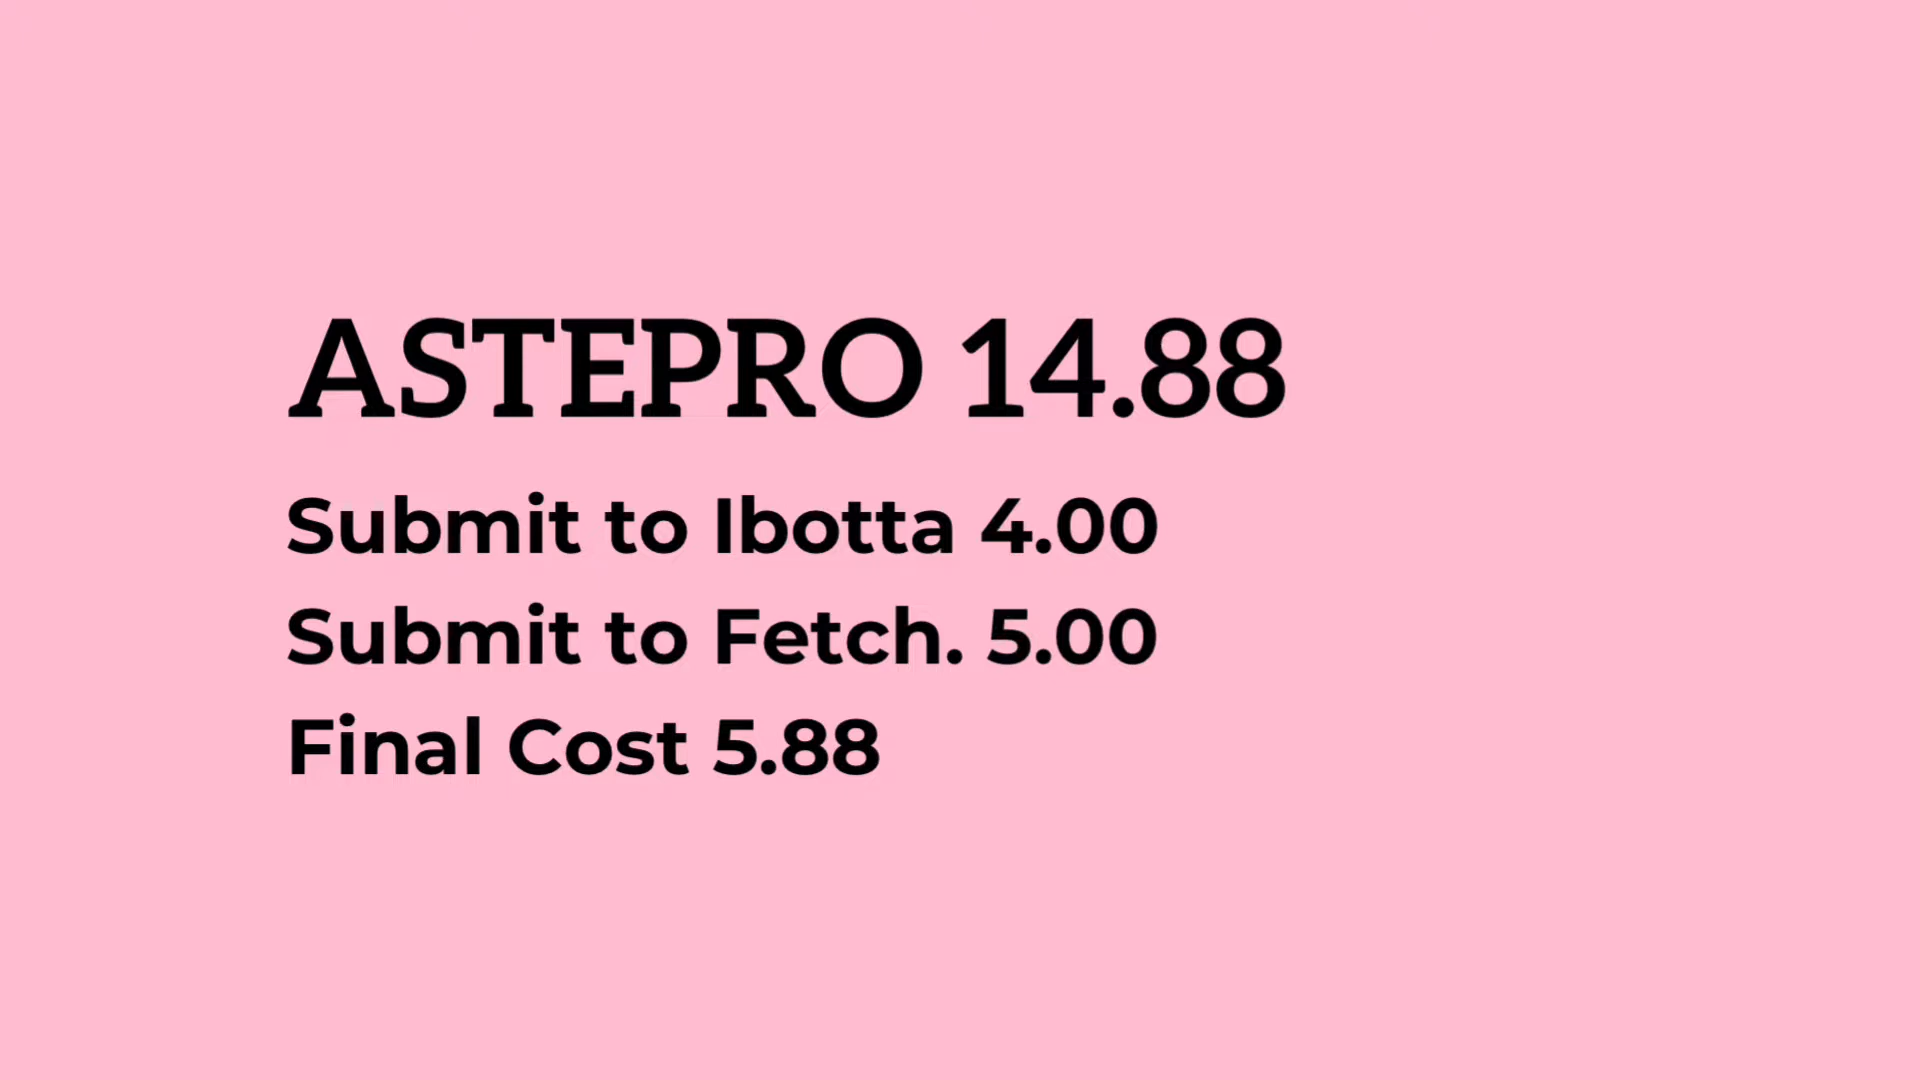 ASTEPRO 14.88
Submit to Ibotta 4.00
Submit to Fetch. 5.00
Final Cost 5.88